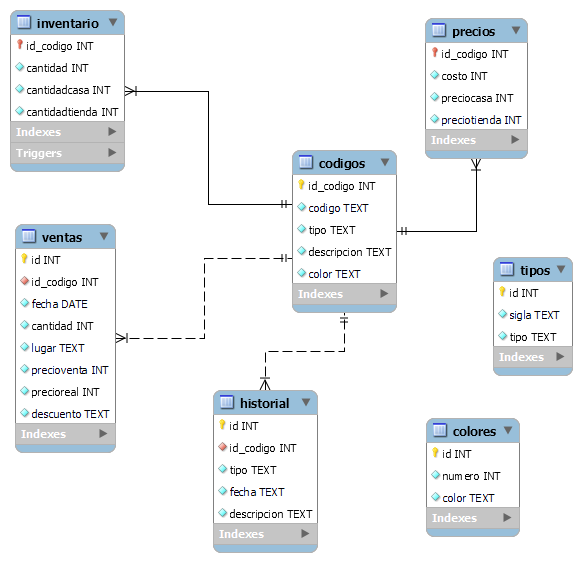 inventario
id_codigo INT
cantidad INT
cantidadcasa INT
cantidadtienda INT
Indexes
Triggers
precios
id_codigo INT
costo INT
preciocasa INT
preciotienda INT
Indexes
codigos
id_codigo INT
codigo TEXT
tipo TEXT
descripcion TEXT
color TEXT
Indexes
ventas
id INT
id_codigo INT
fecha DATE
cantidad INT
lugar TEXT
precioventa INT
precioreal INT
descuento TEXT
Indexes
tipos
id INT
sigla TEXT
tipo TEXT
Indexes
historial
id INT
id_codigo INT
tipo TEXT
fecha TEXT
descripcion TEXT
Indexes
colores
id INT
numero INT
color TEXT
Indexes